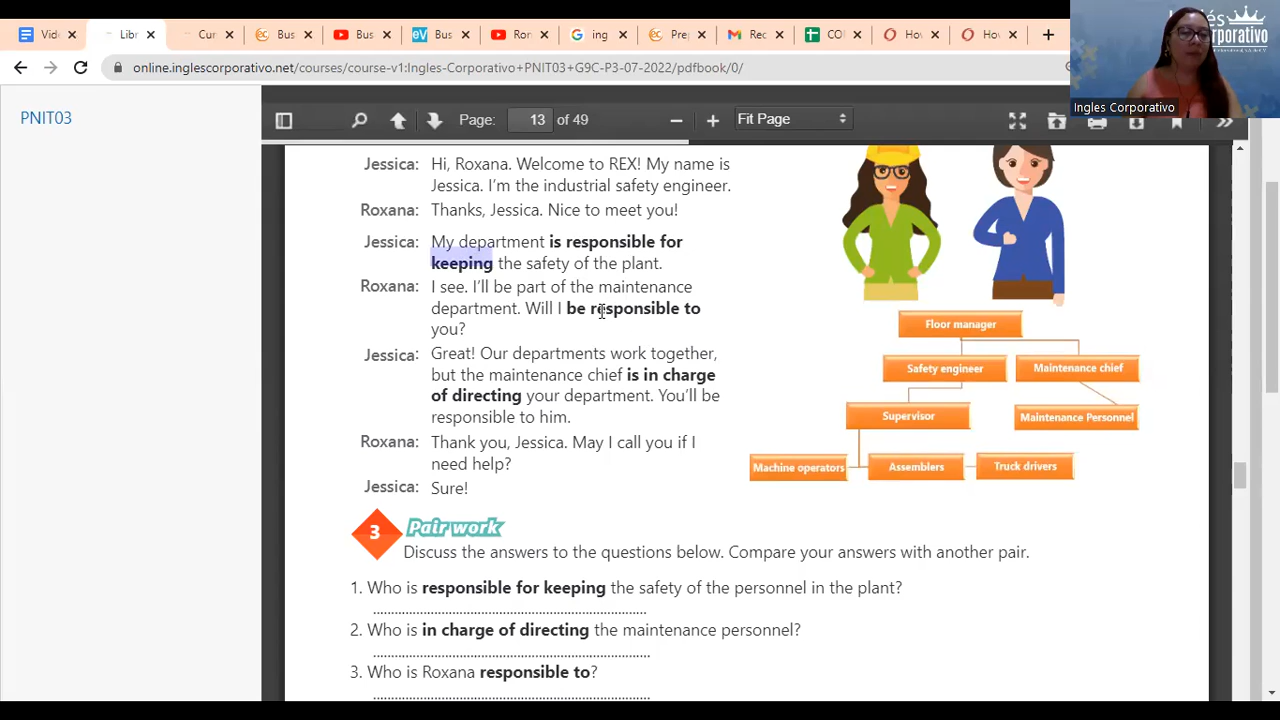 Vide
Libr
Cur
Bus
Bus
Bus
Ror
ing
Prep
Rec
CO
Hov
Hov
Inglés
Corporativo
online.inglescorporativo.net/courses/course-v1:Ingles-Corporativo+PNIT03+G9C-P3-07-2022/pdfbook/0/
Ingles Corporativo
PNIT03
Page: 13 of 49
Fit Page
Jessica: Hi, Roxana. Welcome to REX! My name is
Jessica. I'm the industrial safety engineer.
Roxana: Thanks, Jessica. Nice to meet you!
Jessica: My department is responsible for
keeping the safety of the plant.
Roxana: I see. I'll be part of the maintenance
department. Will I be responsible to
you?
Jessica: Great! Our departments work together,
but the maintenance chief is in charge
of directing your department. You'll be
responsible to him.
Roxana: Thank you, Jessica. May I call you if I
need help?
Jessica: Sure!
Floor manager
Safety engineer
Maintenance chief
Supervisor
Maintenance Personnel
Machine operators
Assemblers
Truck drivers
3 Pair work
Discuss the answers to the questions below. Compare your answers with another pair.
1. Who is responsible for keeping the safety of the personnel in the plant?
2. Who is in charge of directing the maintenance personnel?
3. Who is Roxana responsible to?